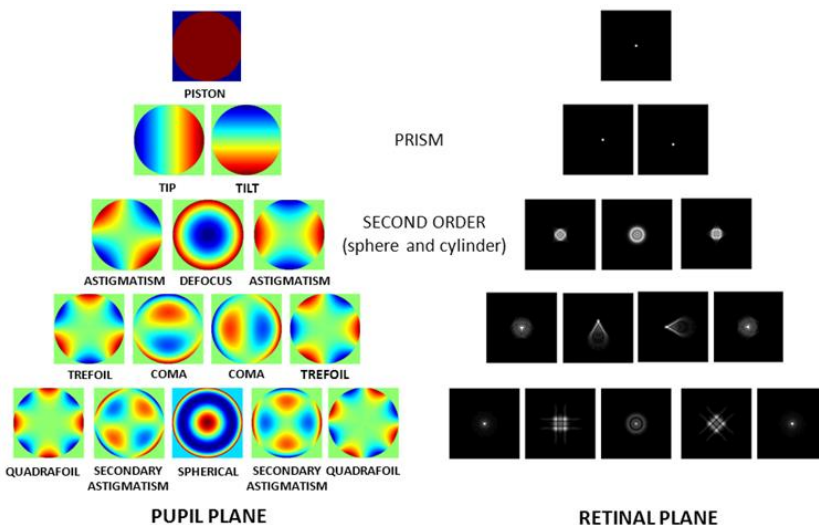 PISTON
TIP TILT
PRISM
ASTIGMATISM DEFOCUS ASTIGMATISM
SECOND ORDER
(sphere and cylinder)
TREFOIL COMA COMA TREFOIL
QUADRAFOIL SECONDARY SPHERICAL SECONDARY QUADRAFOIL
ASTIGMATISM ASTIGMATISM
PUPIL PLANE RETINAL PLANE